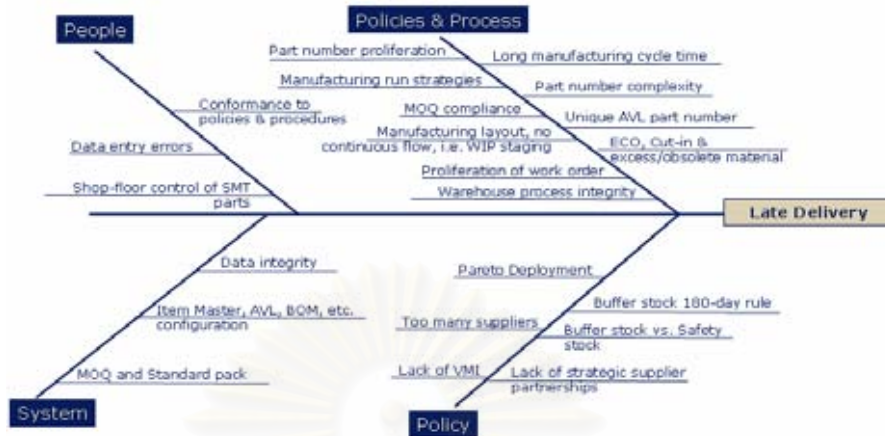 People
Policies & Process
Part number proliferation
Long manufacturing cycle time
Manufacturing run strategies
Part number complexity
Conformance to
policies & procedures
MOQ compliance
Unique AVL part number
Manufacturing layout, no
continuous flow, i.e. WIP staging
ECO, Cut-in &
excess/obsolete material
Data entry errors
Proliferation of work order
Shop-floor control of SMT
parts
Warehouse process integrity
Late Delivery
Data integrity
Pareto Deployment
Item Master, AVL, BOM, etc.
configuration
Buffer stock 180-day rule
Too many suppliers
Buffer stock vs. Safety
stock
MOQ and Standard pack
Lack of VMI
Lack of strategic supplier
partnerships
System
Policy